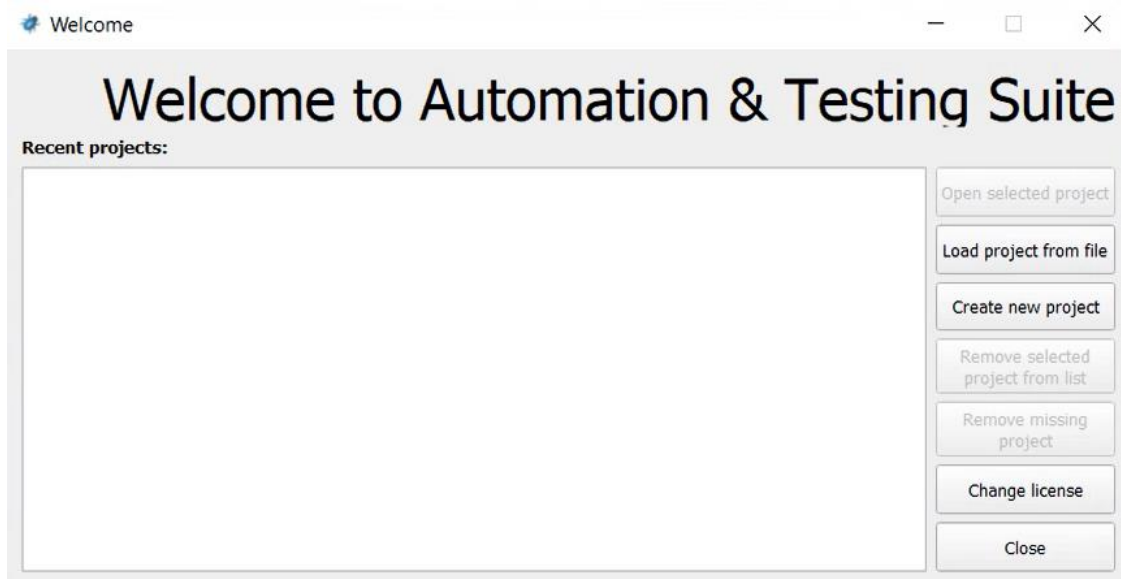 Welcome
Welcome to Automation & Testing Suite
Recent projects:
Open selected project
Load project from file
Create new project
Remove selected
project from list
Remove missing
project
Change license
Close